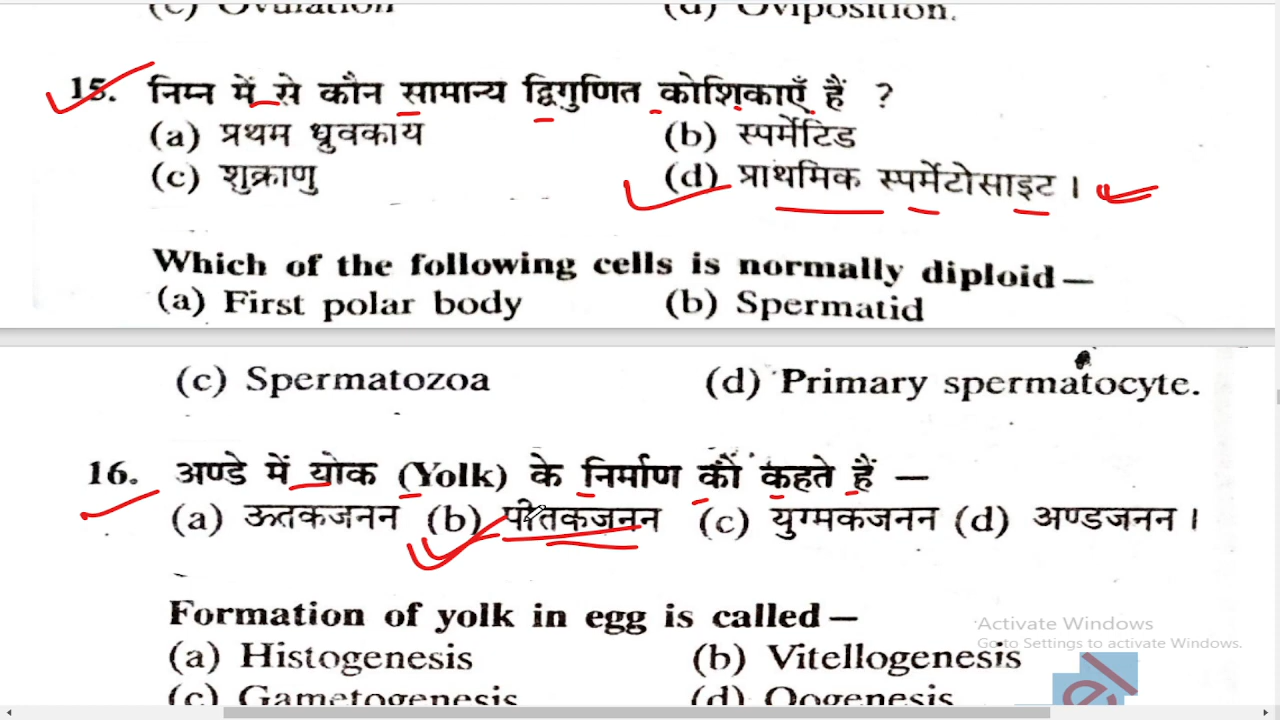 (c) Ovulation (d) Oviposition.
15. निम्न में से कौन सामान्य द्विगुणित कोशिकाएँ हैं ?
(a) प्रथम ध्रुवकाय (b) स्पर्मेटिड
(c) शुक्राणु (d) प्राथमिक स्पर्मेटोसाइट ।
Which of the following cells is normally diploid—
(a) First polar body (b) Spermatid
(c) Spermatozoa (d) Primary spermatocyte.
16. अण्डे में योक (Yolk) के निर्माण को कहते हैं —
(a) ऊतकजनन (b) पीतकजनन (c) युग्मकजनन (d) अण्डजनन ।
Formation of yolk in egg is called—
(a) Histogenesis (b) Vitellogenesis
(c) Gametogenesis (d) Oogenesis
Activate Windows
Go to Settings to activate Windows.
el